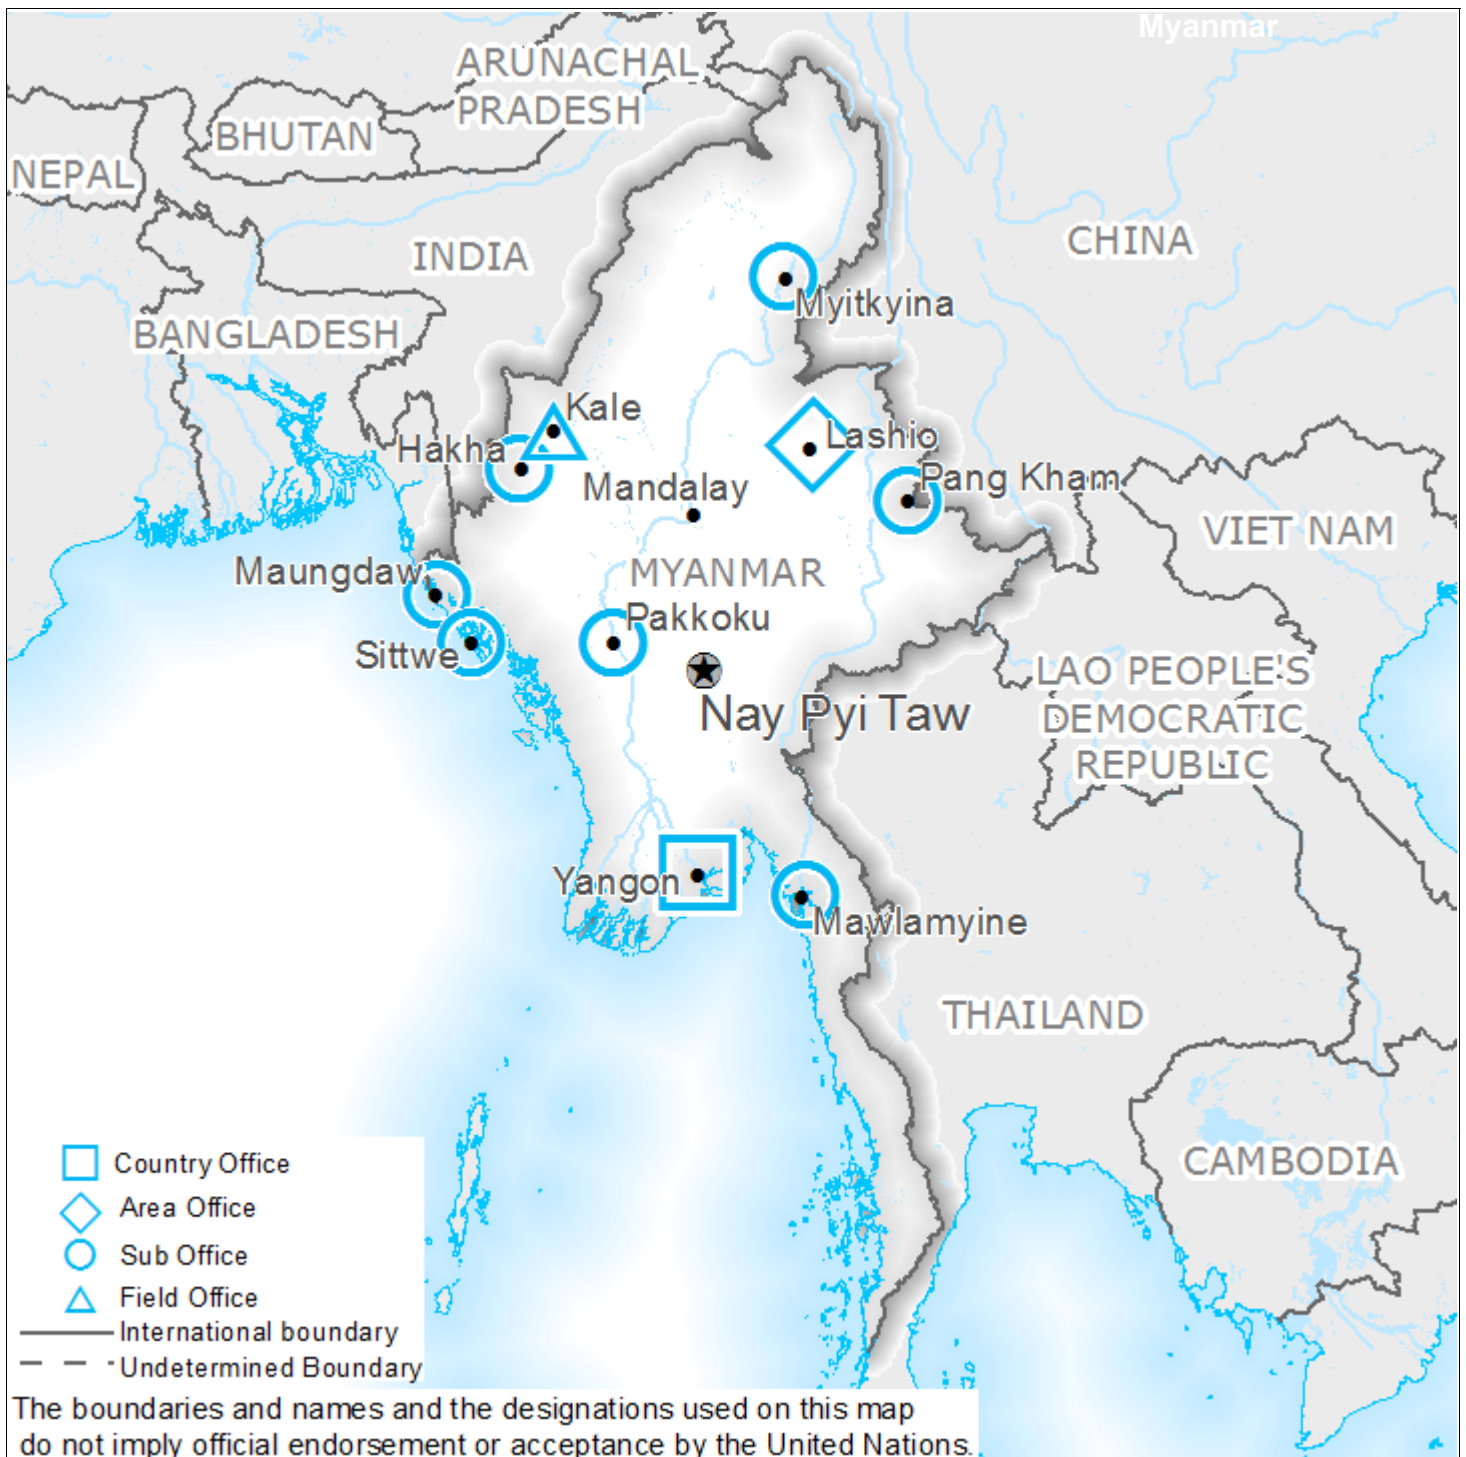 Myanmar
ARUNACHAL
PRADESH
BHUTAN
NEPAL
INDIA
CHINA
Myitkyina
BANGLADESH
Kale
Hakha
Lashio
Pang Kham
Mandalay
VIET NAM
Maungdaw
MYANMAR
Pakkoku
Sittwe
LAO PEOPLE'S
DEMOCRATIC
REPUBLIC
Nay Pyi Taw
Yangon
Mawlamyine
THAILAND
CAMBODIA
Country Office
Area Office
Sub Office
Field Office
International boundary
Undetermined Boundary
The boundaries and names and the designations used on this map
do not imply official endorsement or acceptance by the United Nations.